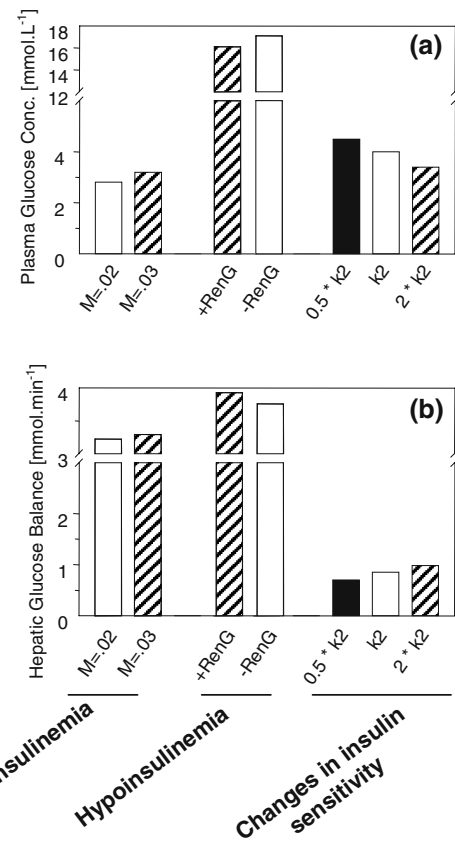 (a)
Plasma Glucose Conc. [mmol.L⁻¹]
18
16
14
12
4
2
0
M=.02
M=.03
+RenG
-RenG
0.5 * k2
k2
2 * k2
(b)
Hepatic Glucose Balance [mmol.min⁻¹]
4
3
2
1
0
M=.02
M=.03
+RenG
-RenG
0.5 * k2
k2
2 * k2
Hypoinsulinemia
Changes in insulin
sensitivity